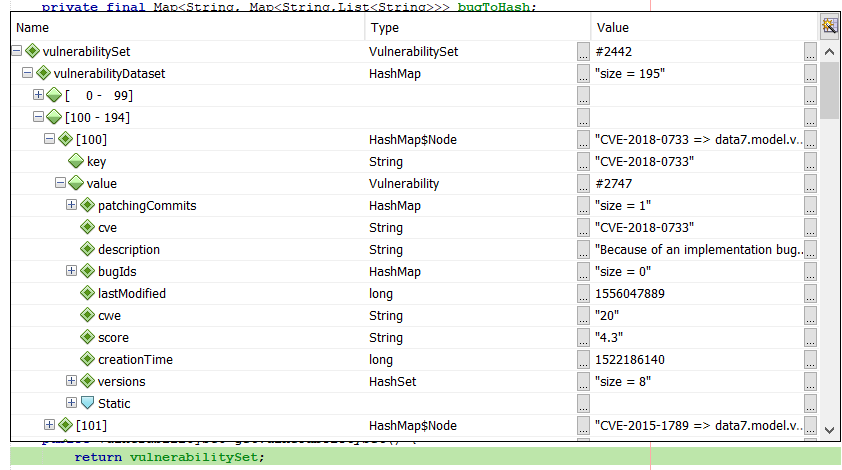 private final Map<String, Map<String,List<String>>> bugToHash;
Name Type Value
vulnerabilitySet VulnerabilitySet #2442 ...
vulnerabilityDataset HashMap "size = 195" ...
[ 0 - 99] ...
[100 - 194] ...
[100] HashMap$Node "CVE-2018-0733 => data7.model.v... ...
key String "CVE-2018-0733" ...
value Vulnerability #2747 ...
patchingCommits HashMap "size = 1" ...
cve String "CVE-2018-0733" ...
description String "Because of an implementation bug... ...
bugIds HashMap "size = 0" ...
lastModified long 1556047889 ...
cwe String "20" ...
score String "4.3" ...
creationTime long 1522186140 ...
versions HashSet "size = 8" ...
Static ...
[101] HashMap$Node "CVE-2015-1789 => data7.model.v... ...
return vulnerabilitySet;